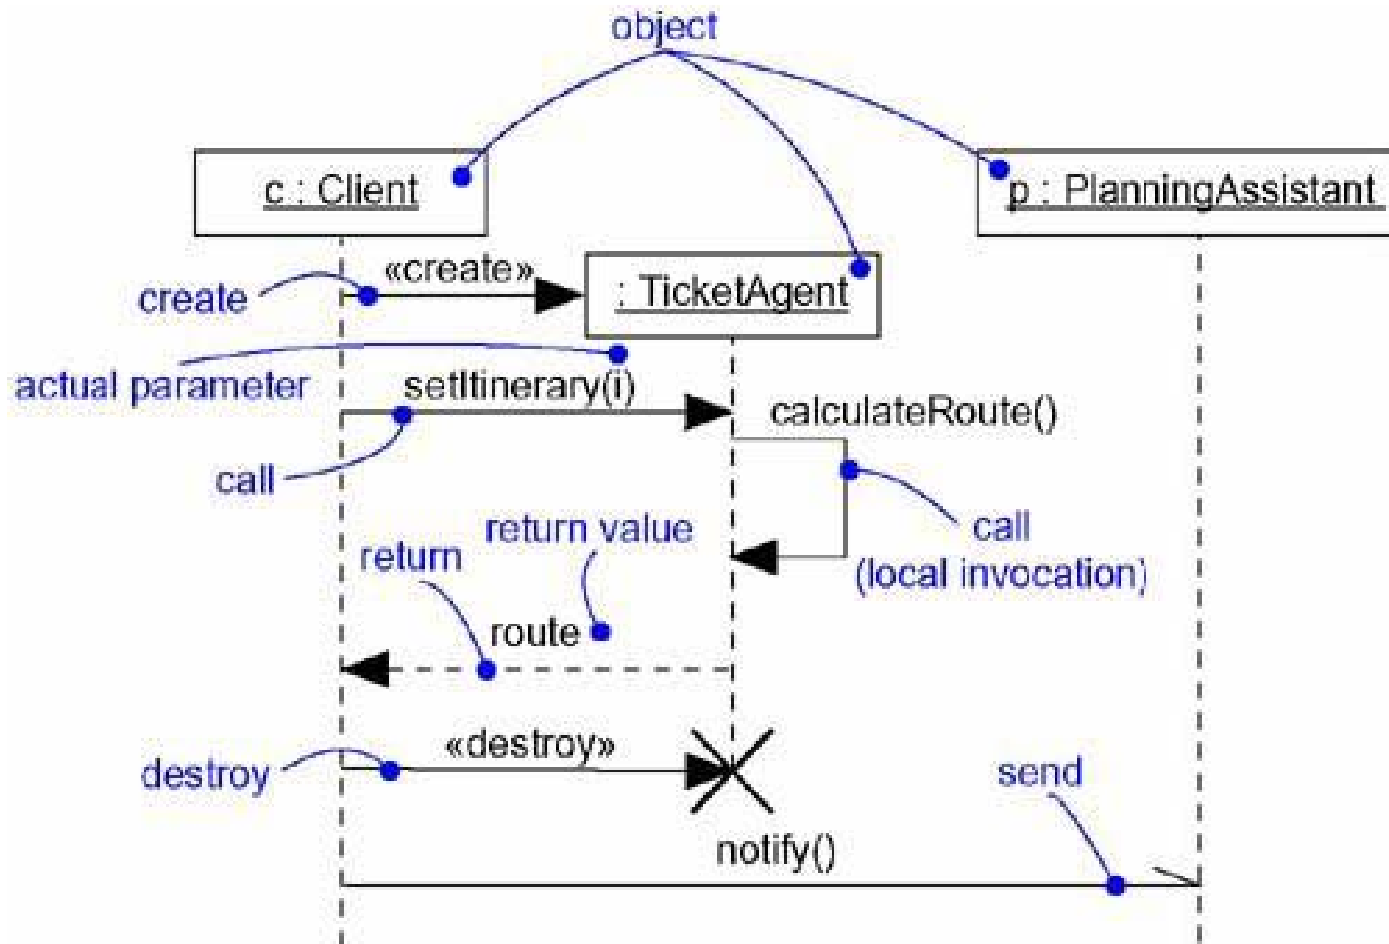 object
c : Client
p : PlanningAssistant
«create»
: TicketAgent
create
actual parameter
setItinerary(i)
calculateRoute()
call
return value
call
return
(local invocation)
route
«destroy»
destroy
send
notify()